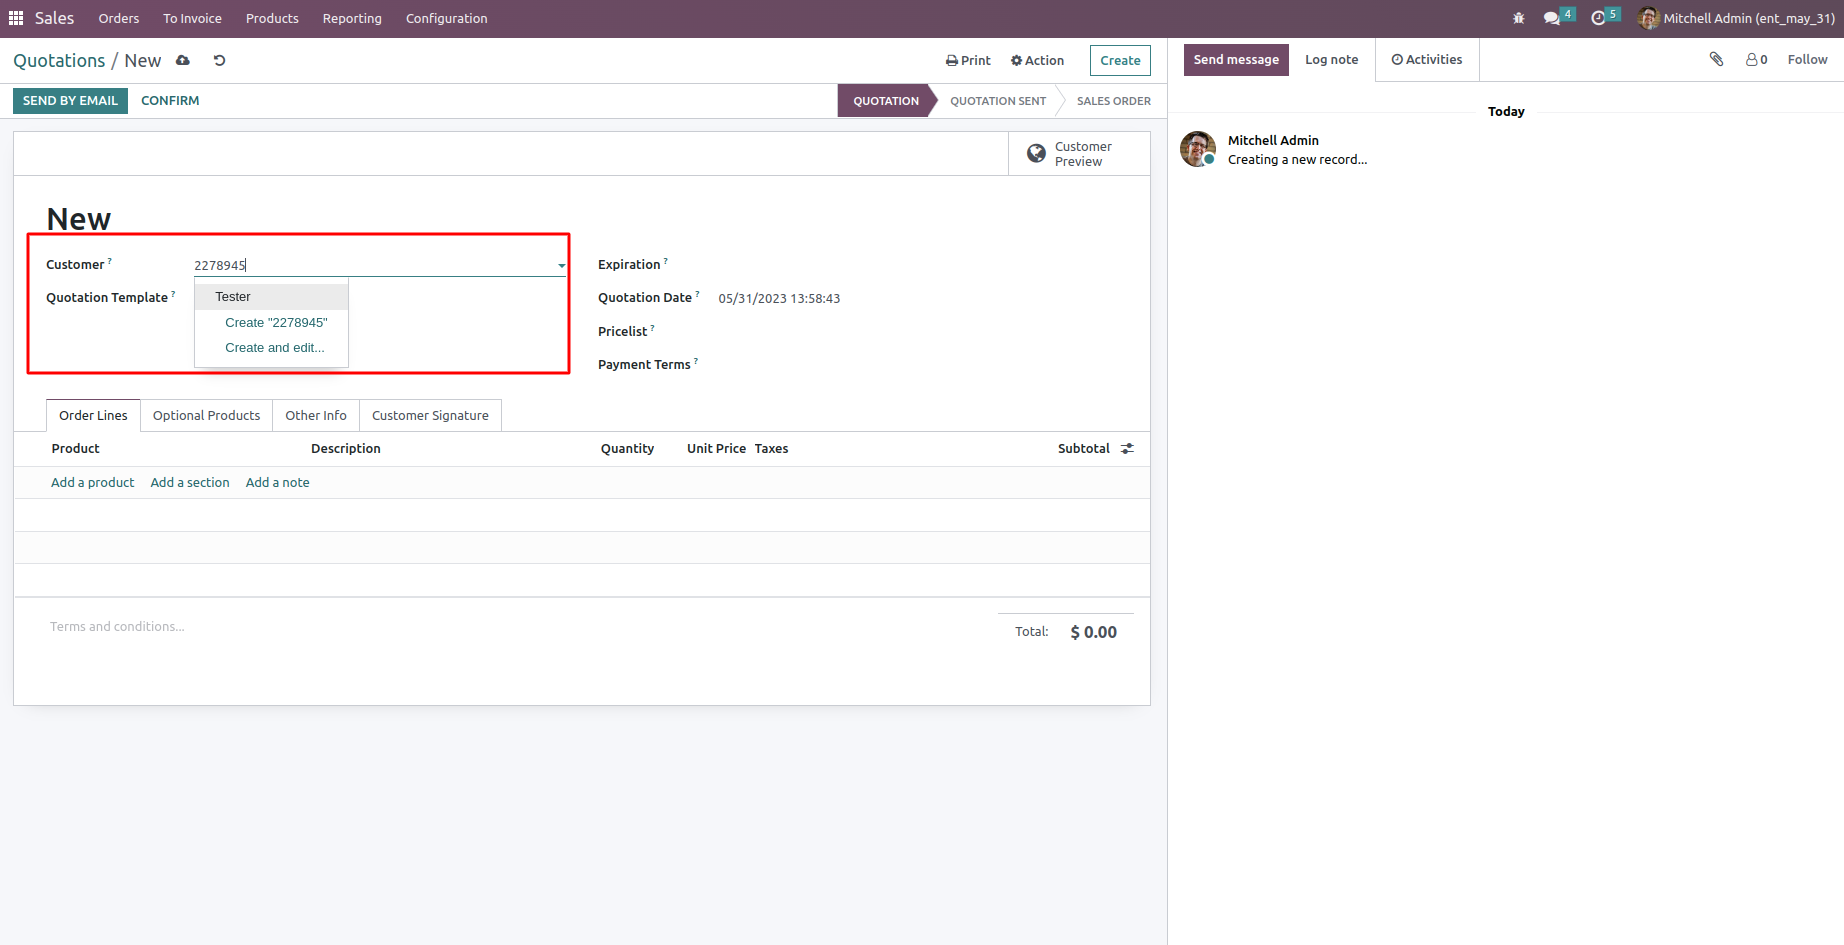 Sales Orders To Invoice Products Reporting Configuration 4 5 Mitchell Admin (ent_may_31)
Quotations / New Print Action Create
Send message Log note Activities 0 Follow
SEND BY EMAIL CONFIRM QUOTATION QUOTATION SENT SALES ORDER
Customer
Preview
New
Customer ? 2278945
Tester
Create "2278945"
Create and edit...
Quotation Template ?
Expiration ?
Quotation Date ? 05/31/2023 13:58:43
Pricelist ?
Payment Terms ?
Order Lines Optional Products Other Info Customer Signature
Product Description Quantity Unit Price Taxes Subtotal
Add a product Add a section Add a note
Terms and conditions...
Total: $ 0.00
Today
Mitchell Admin
Creating a new record...